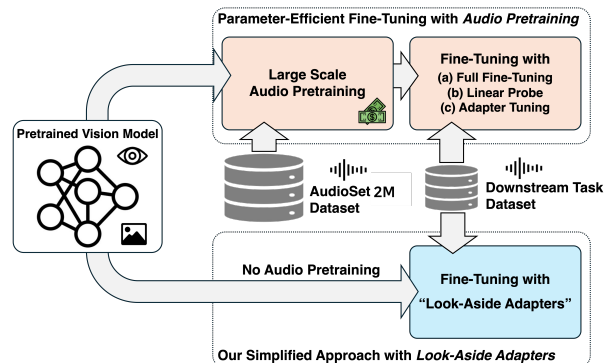 Parameter-Efficient Fine-Tuning with Audio Pretraining
Large Scale
Audio Pretraining
Fine-Tuning with
(a) Full Fine-Tuning
(b) Linear Probe
(c) Adapter Tuning
Pretrained Vision Model
AudioSet 2M
Dataset
Downstream Task
Dataset
No Audio Pretraining
Fine-Tuning with
“Look-Aside Adapters”
Our Simplified Approach with Look-Aside Adapters